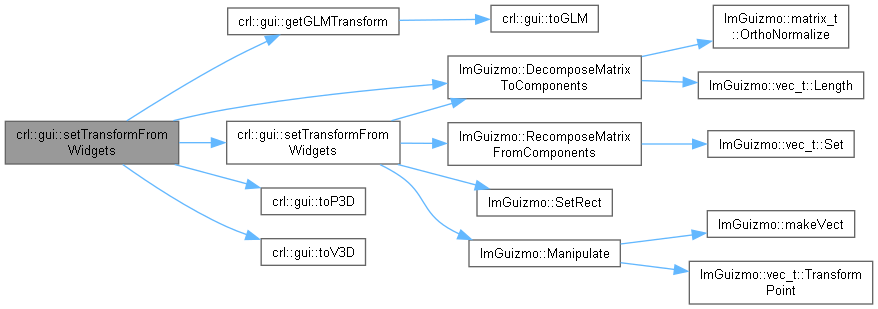 crl::gui::setTransformFrom
Widgets
crl::gui::getGLMTransform
crl::gui::toGLM
ImGuizmo::DecomposeMatrix
ToComponents
ImGuizmo::matrix_t
::OrthoNormalize
ImGuizmo::vec_t::Length
crl::gui::setTransformFrom
Widgets
ImGuizmo::RecomposeMatrix
FromComponents
ImGuizmo::vec_t::Set
ImGuizmo::SetRect
ImGuizmo::Manipulate
ImGuizmo::makeVect
ImGuizmo::vec_t::Transform
Point
crl::gui::toP3D
crl::gui::toV3D